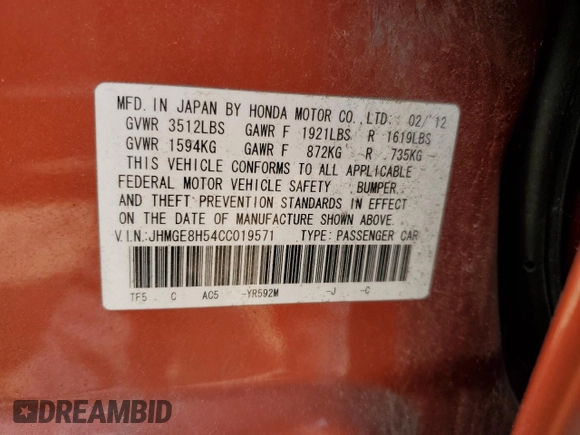 MFD. IN JAPAN BY HONDA MOTOR CO., LTD. 02/'12
GVWR 3512LBS GAWR F 1921LBS R 1619LBS
GVWR 1594KG GAWR F 872KG R 735KG
THIS VEHICLE CONFORMS TO ALL APPLICABLE
FEDERAL MOTOR VEHICLE SAFETY, BUMPER,
AND THEFT PREVENTION STANDARDS IN EFFECT
ON THE DATE OF MANUFACTURE SHOWN ABOVE.
V.I.N.:JHMGE8H54CC019571 TYPE: PASSENGER CAR
TF5 C AC5 -YR592M -J -C
DREAMBID